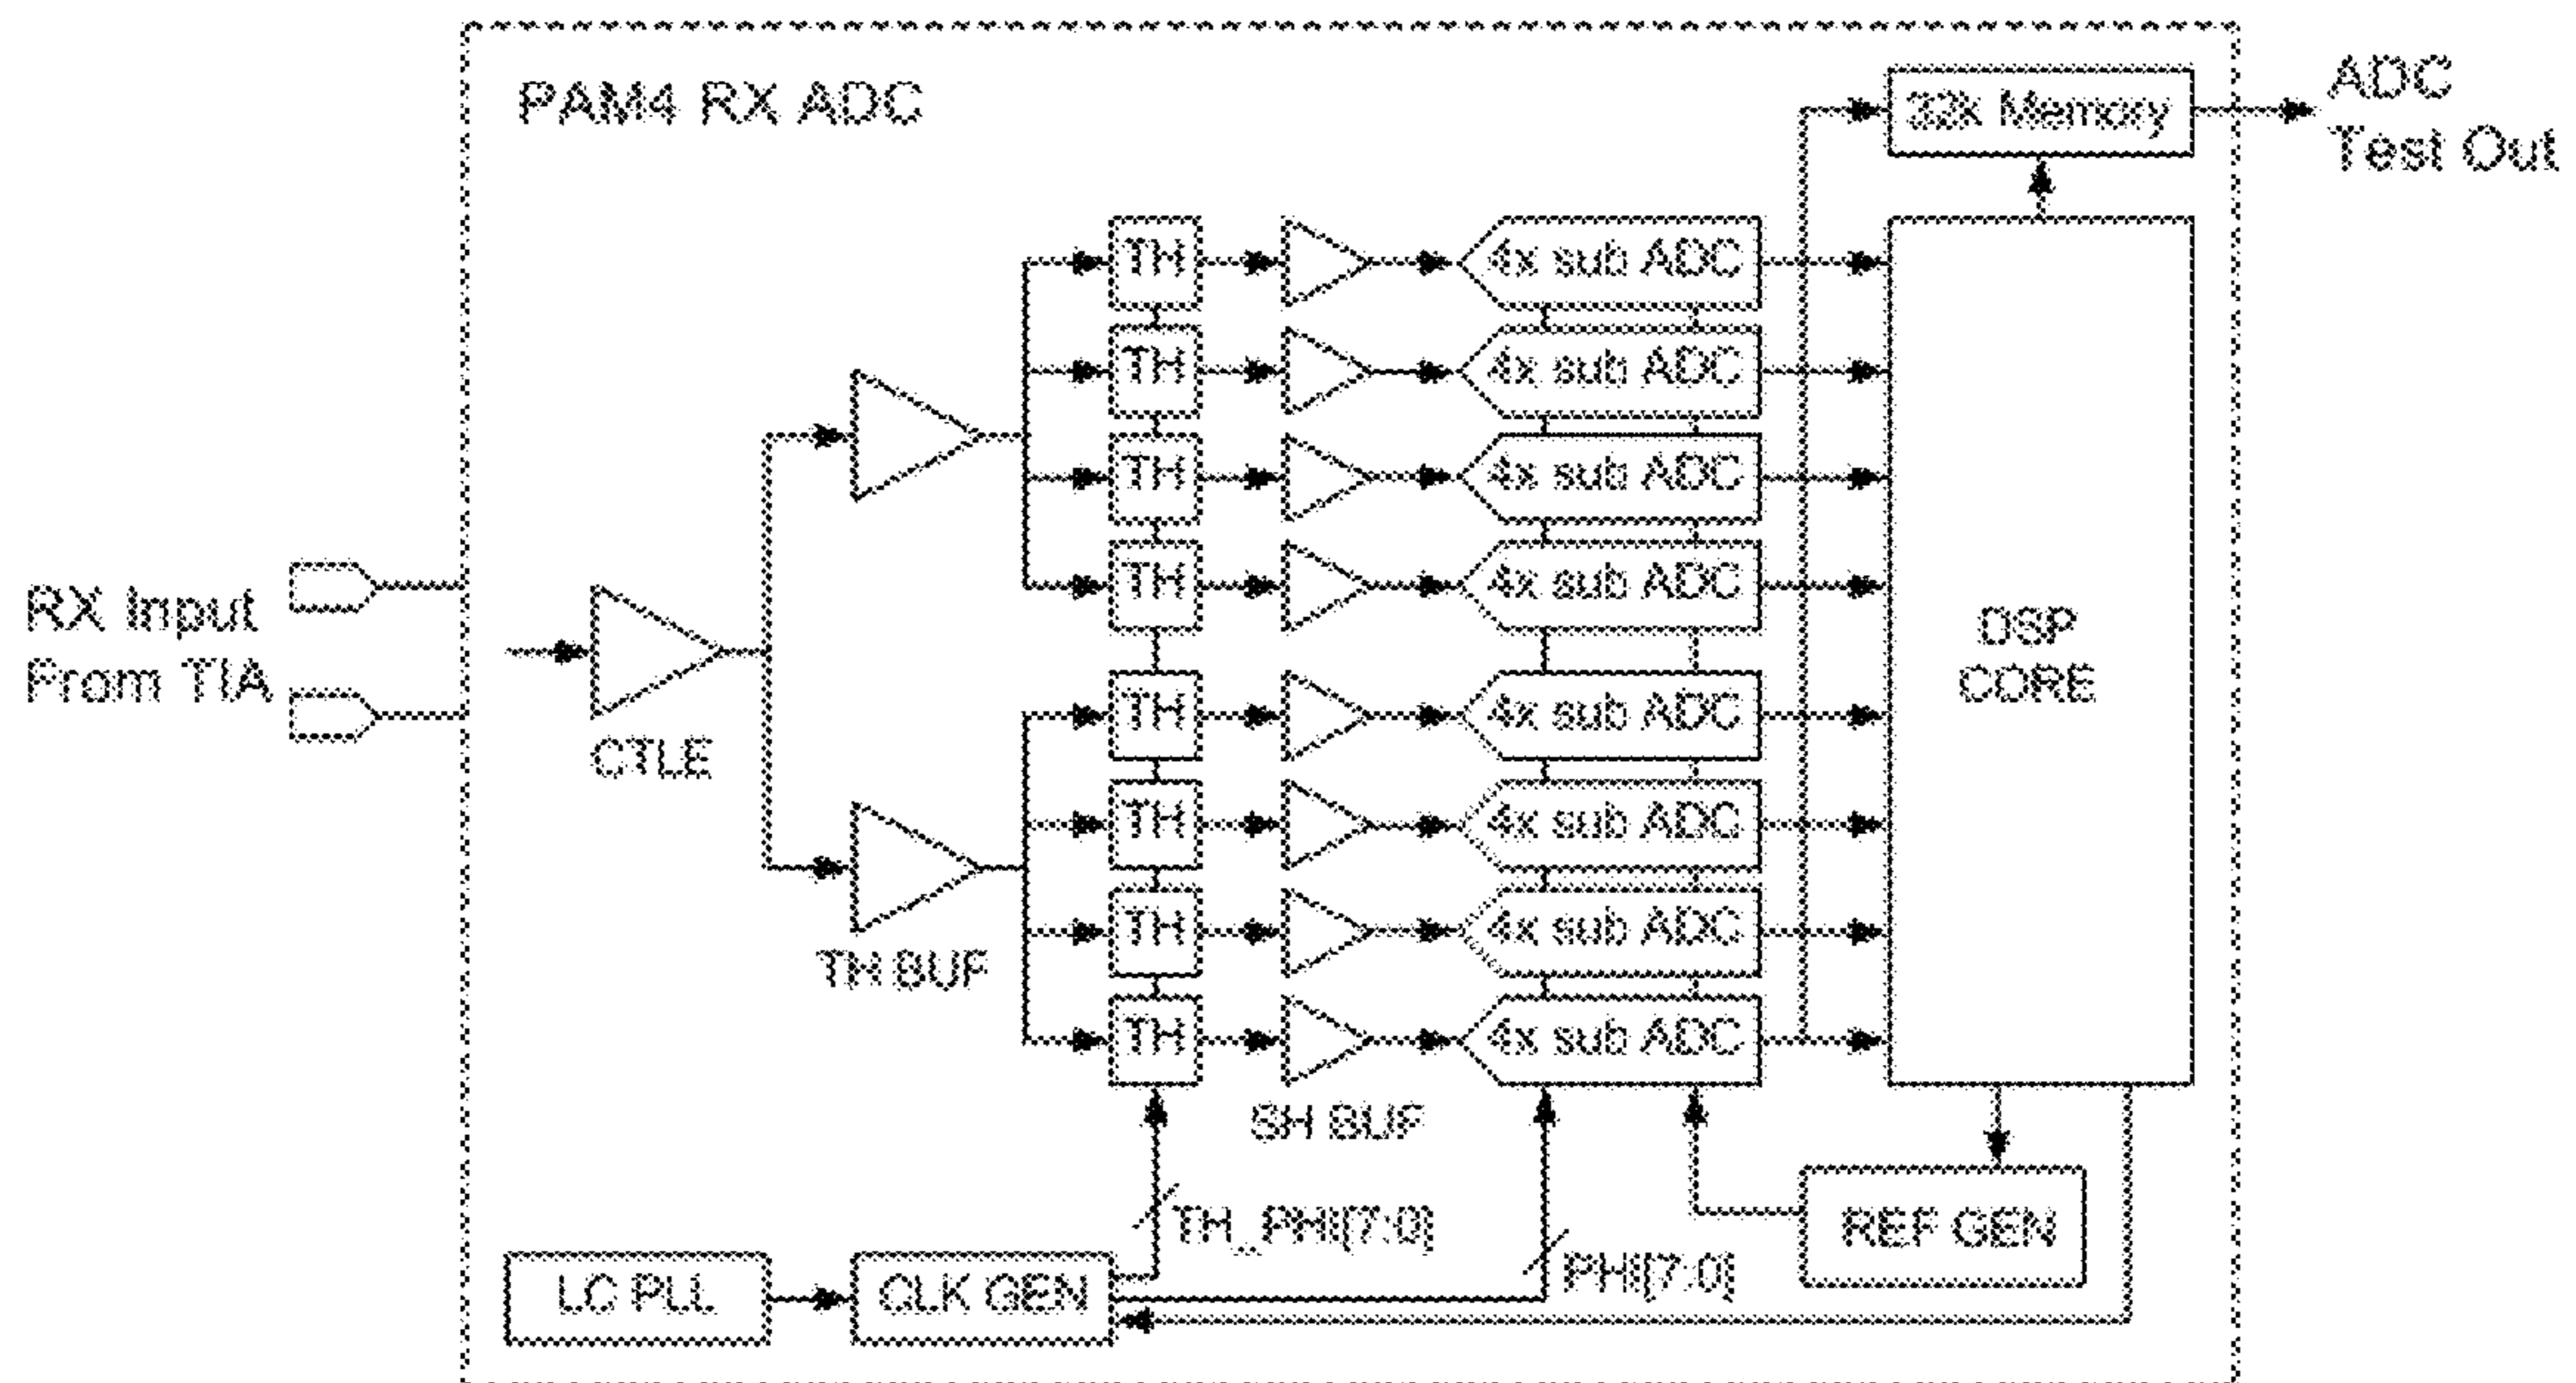 PAM4 RX ADC
32k Memory
ADC
Test Out
TH
4x sub ADC
TH
4x sub ADC
TH
4x sub ADC
TH
4x sub ADC
RX Input
From TIA
CTLE
DSP
CORE
TH
4x sub ADC
TH
4x sub ADC
TH
4x sub ADC
TH
4x sub ADC
TH BUF
SH BUF
TH_PHI[7:0]
PHI[7:0]
REF GEN
LC PLL
CLK GEN